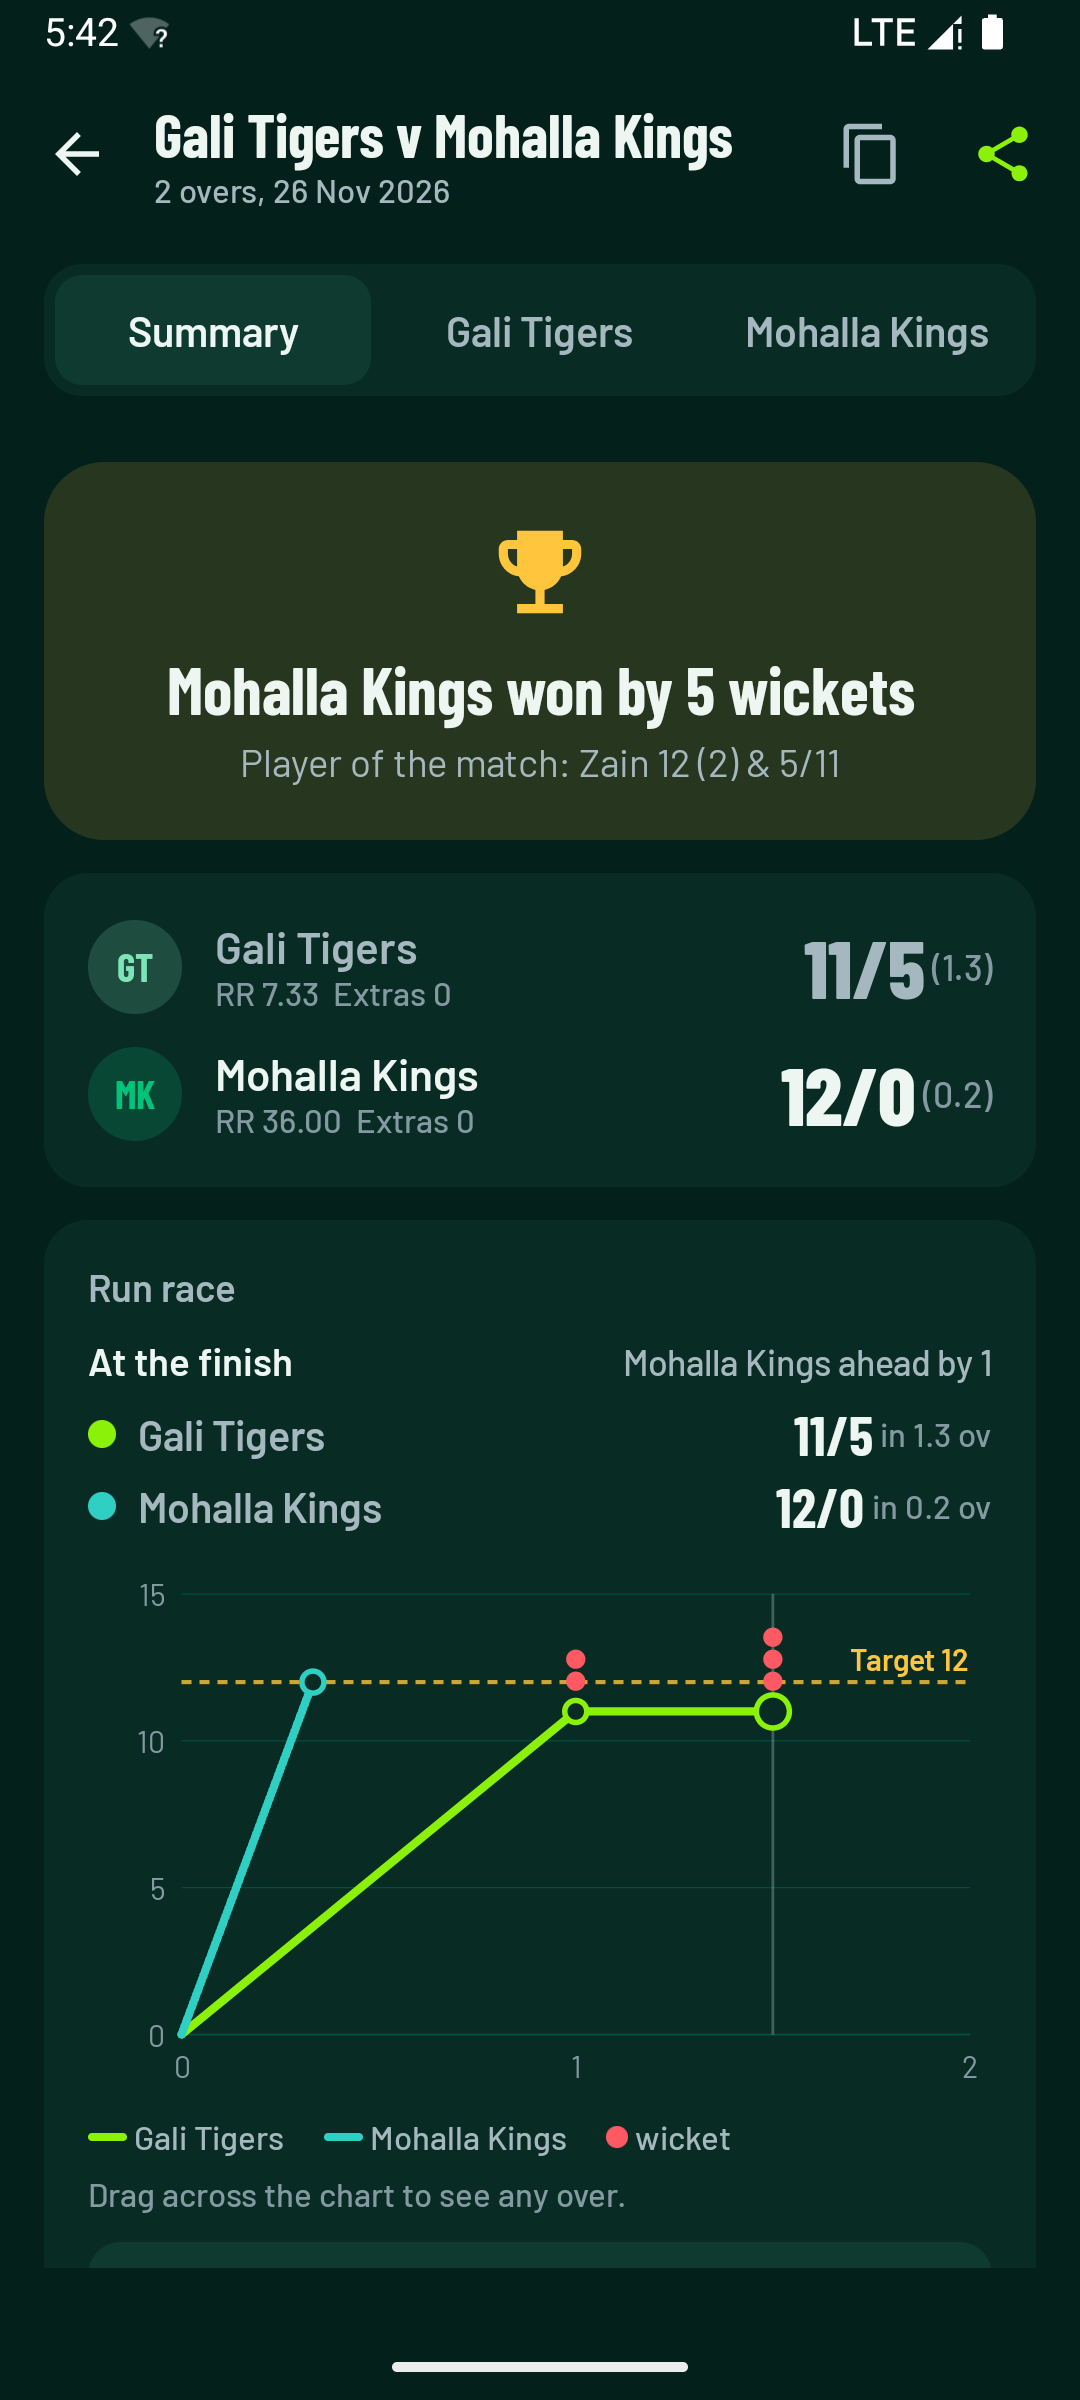 5:42
LTE
Gali Tigers v Mohalla Kings
2 overs, 26 Nov 2026
Summary
Gali Tigers
Mohalla Kings
Mohalla Kings won by 5 wickets
Player of the match: Zain 12 (2) & 5/11
GT
Gali Tigers
11/5 (1.3)
RR 7.33 Extras 0
MK
Mohalla Kings
12/0 (0.2)
RR 36.00 Extras 0
Run race
At the finish
Mohalla Kings ahead by 1
Gali Tigers
11/5 in 1.3 ov
Mohalla Kings
12/0 in 0.2 ov
15
Target 12
10
5
0
0 1 2
Gali Tigers
Mohalla Kings
wicket
Drag across the chart to see any over.